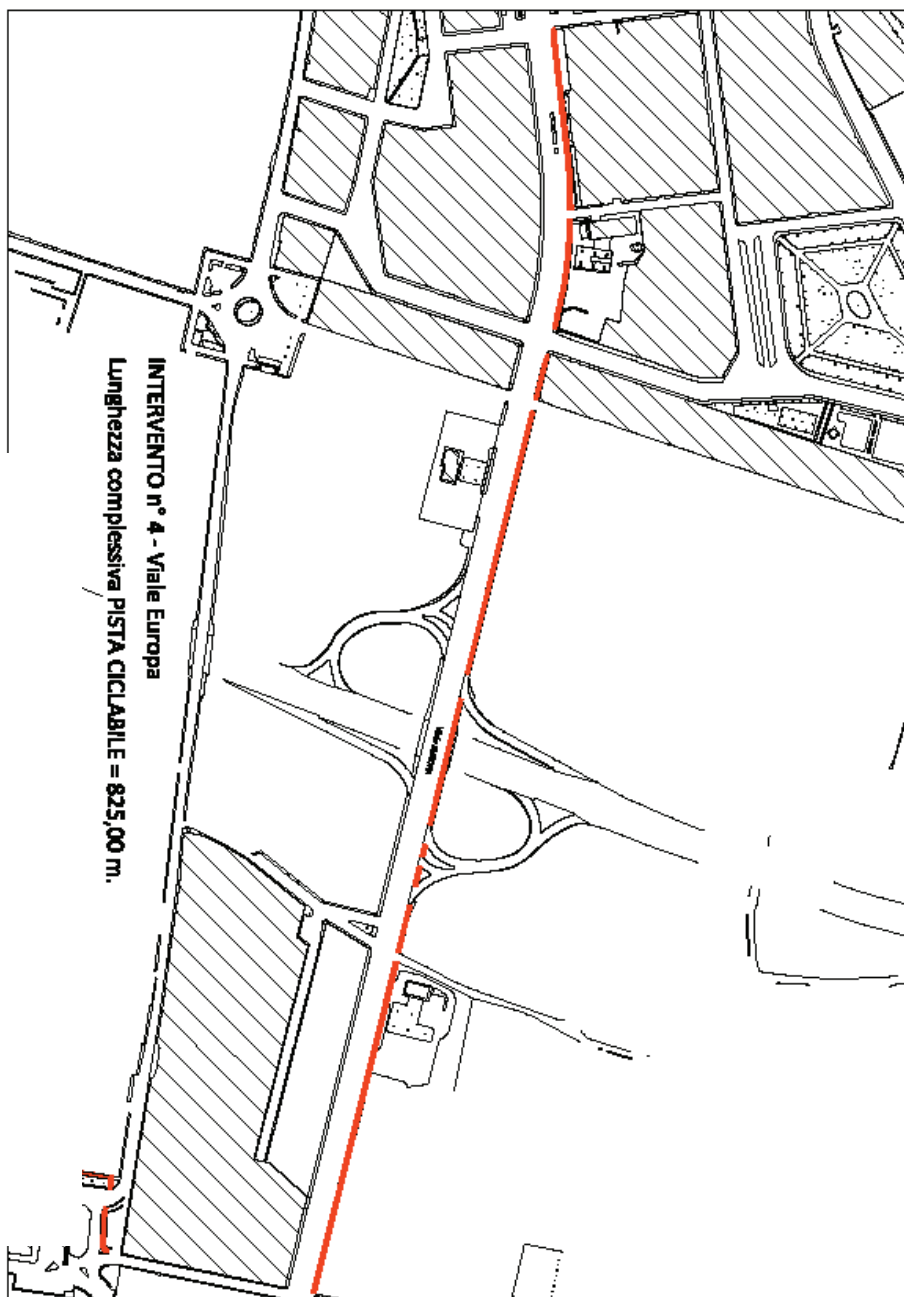 INTERVENTO n° 4 - Viale Europa
Lunghezza complessiva PISTA CICLABILE = 825,00 m.